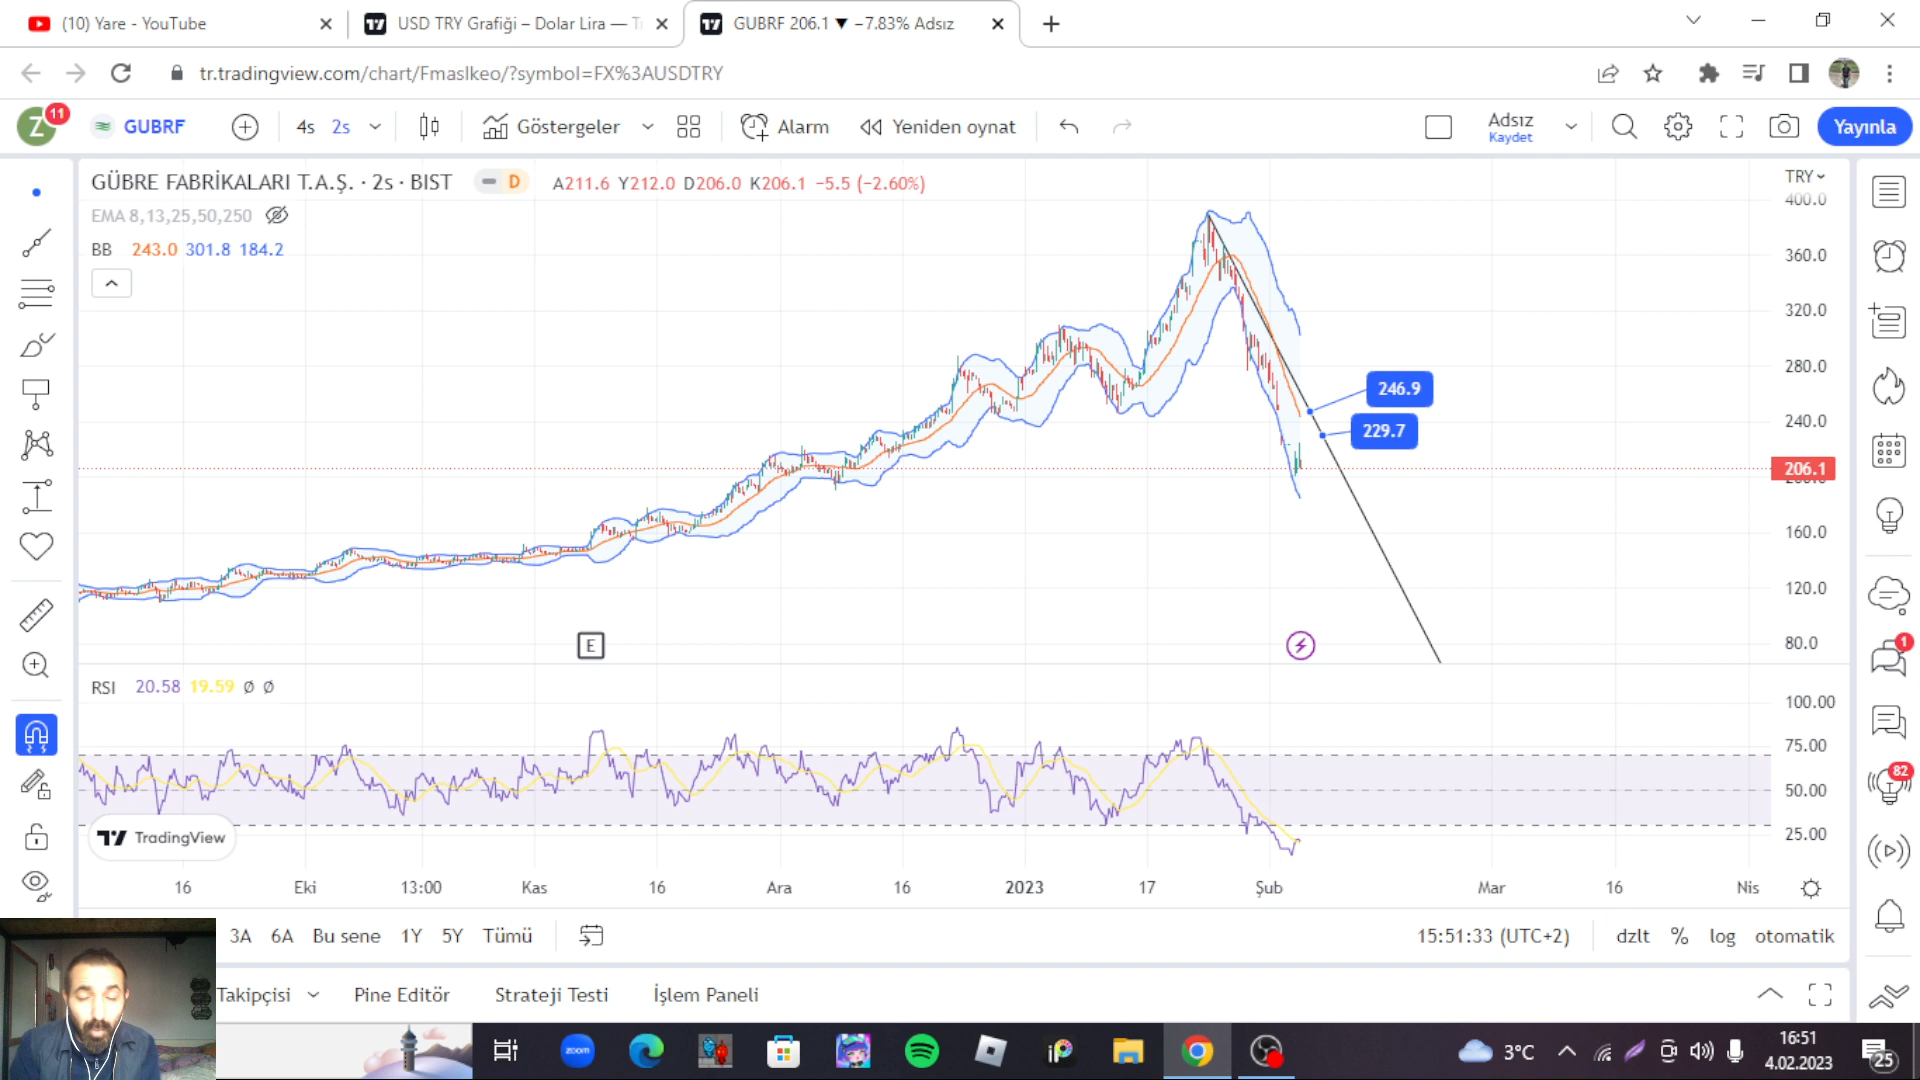 (10) Yare - YouTube
USD TRY Grafiği – Dolar Lira — Tr
GUBRF 206.1 ▼ −7.83% Adsız
tr.tradingview.com/chart/Fmaslkeo/?symbol=FX%3AUSDTRY
Z
11
GUBRF
4s
2s
Göstergeler
Alarm
Yeniden oynat
Adsız
Kaydet
Yayınla
GÜBRE FABRİKALARI T.A.Ş. · 2s · BIST
D
A211.6 Y212.0 D206.0 K206.1 −5.5 (−2.60%)
TRY
EMA 8,13,25,50,250
BB 243.0 301.8 184.2
400.0
360.0
320.0
280.0
240.0
206.1
160.0
120.0
80.0
246.9
229.7
E
RSI 20.58 19.59 Ø Ø
100.00
75.00
50.00
25.00
TradingView
16
Eki
13:00
Kas
16
Ara
16
2023
17
Şub
Mar
16
Nis
1
82
3A
6A
Bu sene
1Y
5Y
Tümü
15:51:33 (UTC+2)
dzlt
%
log
otomatik
Takipçisi
Pine Editör
Strateji Testi
İşlem Paneli
zoom
3°C
16:51
4.02.2023
25